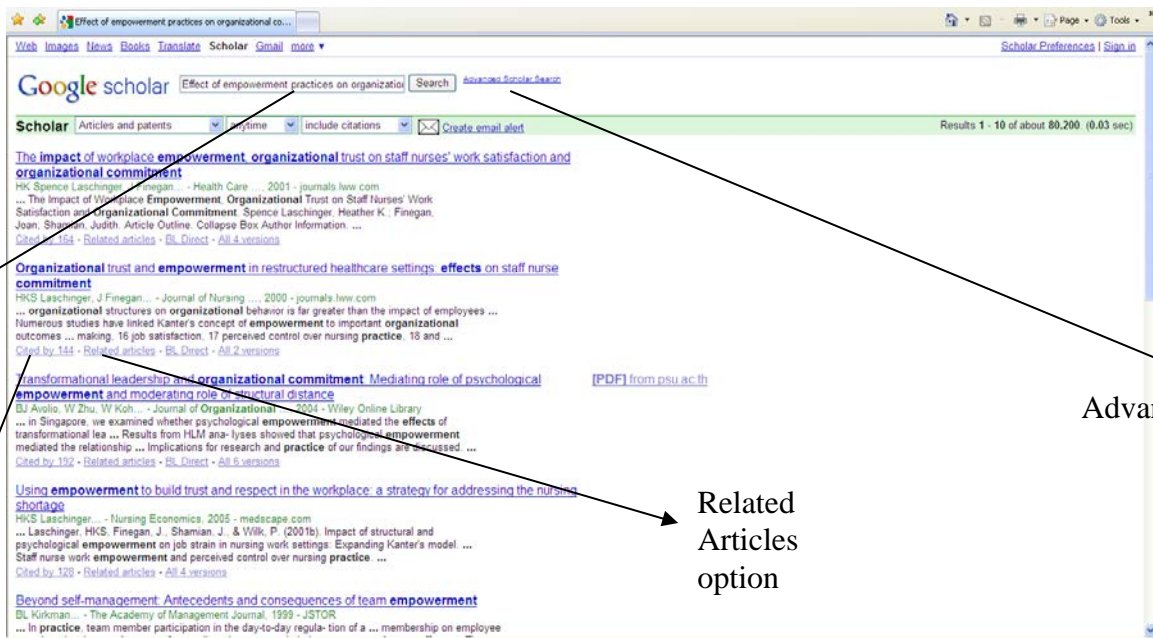 Effect of empowerment practices on organizational co...
Page Tools
Web Images News Books Translate Scholar Gmail more ▼
Scholar Preferences | Sign in
Google scholar Effect of empowerment practices on organizatio Search Advanced Scholar Search
Scholar Articles and patents anytime include citations Create email alert Results 1 - 10 of about 80,200. (0.03 sec)
The impact of workplace empowerment, organizational trust on staff nurses' work satisfaction and
organizational commitment
HK Spence Laschinger, J Finegan... - Health Care ..., 2001 - journals.lww.com
... The Impact of Workplace Empowerment, Organizational Trust on Staff Nurses' Work
Satisfaction and Organizational Commitment. Spence Laschinger, Heather K.; Finegan,
Joan; Shamian, Judith. Article Outline. Collapse Box Author Information. ...
Cited by 164 - Related articles - BL Direct - All 4 versions
Organizational trust and empowerment in restructured healthcare settings: effects on staff nurse
commitment
HKS Laschinger, J Finegan... - Journal of Nursing ..., 2000 - journals.lww.com
... organizational structures on organizational behavior is far greater than the impact of employees ...
Numerous studies have linked Kanter's concept of empowerment to important organizational
outcomes ... making, 16 job satisfaction, 17 perceived control over nursing practice, 18 and ...
Cited by 144 - Related articles - BL Direct - All 2 versions
Transformational leadership and organizational commitment: Mediating role of psychological
empowerment and moderating role of structural distance
[PDF] from psu.ac.th
BJ Avolio, W Zhu, W Koh... - Journal of Organizational ..., 2004 - Wiley Online Library
... in Singapore, we examined whether psychological empowerment mediated the effects of
transformational lea ... Results from HLM ana- lyses showed that psychological empowerment
mediated the relationship ... Implications for research and practice of our findings are discussed. ...
Cited by 192 - Related articles - BL Direct - All 6 versions
Advan
Using empowerment to build trust and respect in the workplace: a strategy for addressing the nursing
shortage
HKS Laschinger... - Nursing Economics, 2005 - medscape.com
... Laschinger, HKS, Finegan, J., Shamian, J., & Wilk, P. (2001b). Impact of structural and
psychological empowerment on job strain in nursing work settings: Expanding Kanter's model. ...
Staff nurse work empowerment and perceived control over nursing practice. ...
Cited by 128 - Related articles - All 4 versions
Related
Articles
option
Beyond self-management: Antecedents and consequences of team empowerment
BL Kirkman... - The Academy of Management Journal, 1999 - JSTOR
... In practice, team member participation in the day-to-day regula- tion of a ... membership on employee